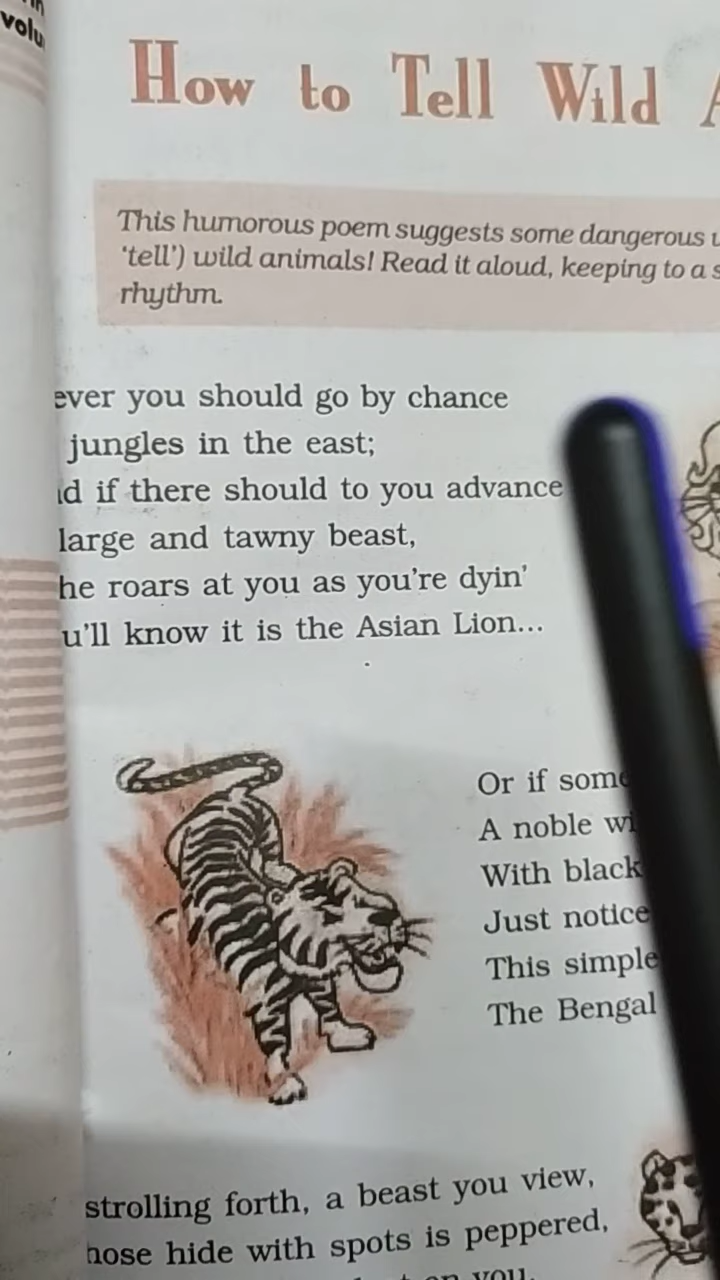 volu
How to Tell Wild
This humorous poem suggests some dangerous
'tell') wild animals! Read it aloud, keeping to a
rhythm.
ever you should go by chance
jungles in the east;
d if there should to you advance
large and tawny beast,
he roars at you as you're dyin'
u'll know it is the Asian Lion...
Or if some
A noble wi
With black
Just notice
This simple
The Bengal
strolling forth, a beast you view,
hose hide with spots is peppered,
on you.